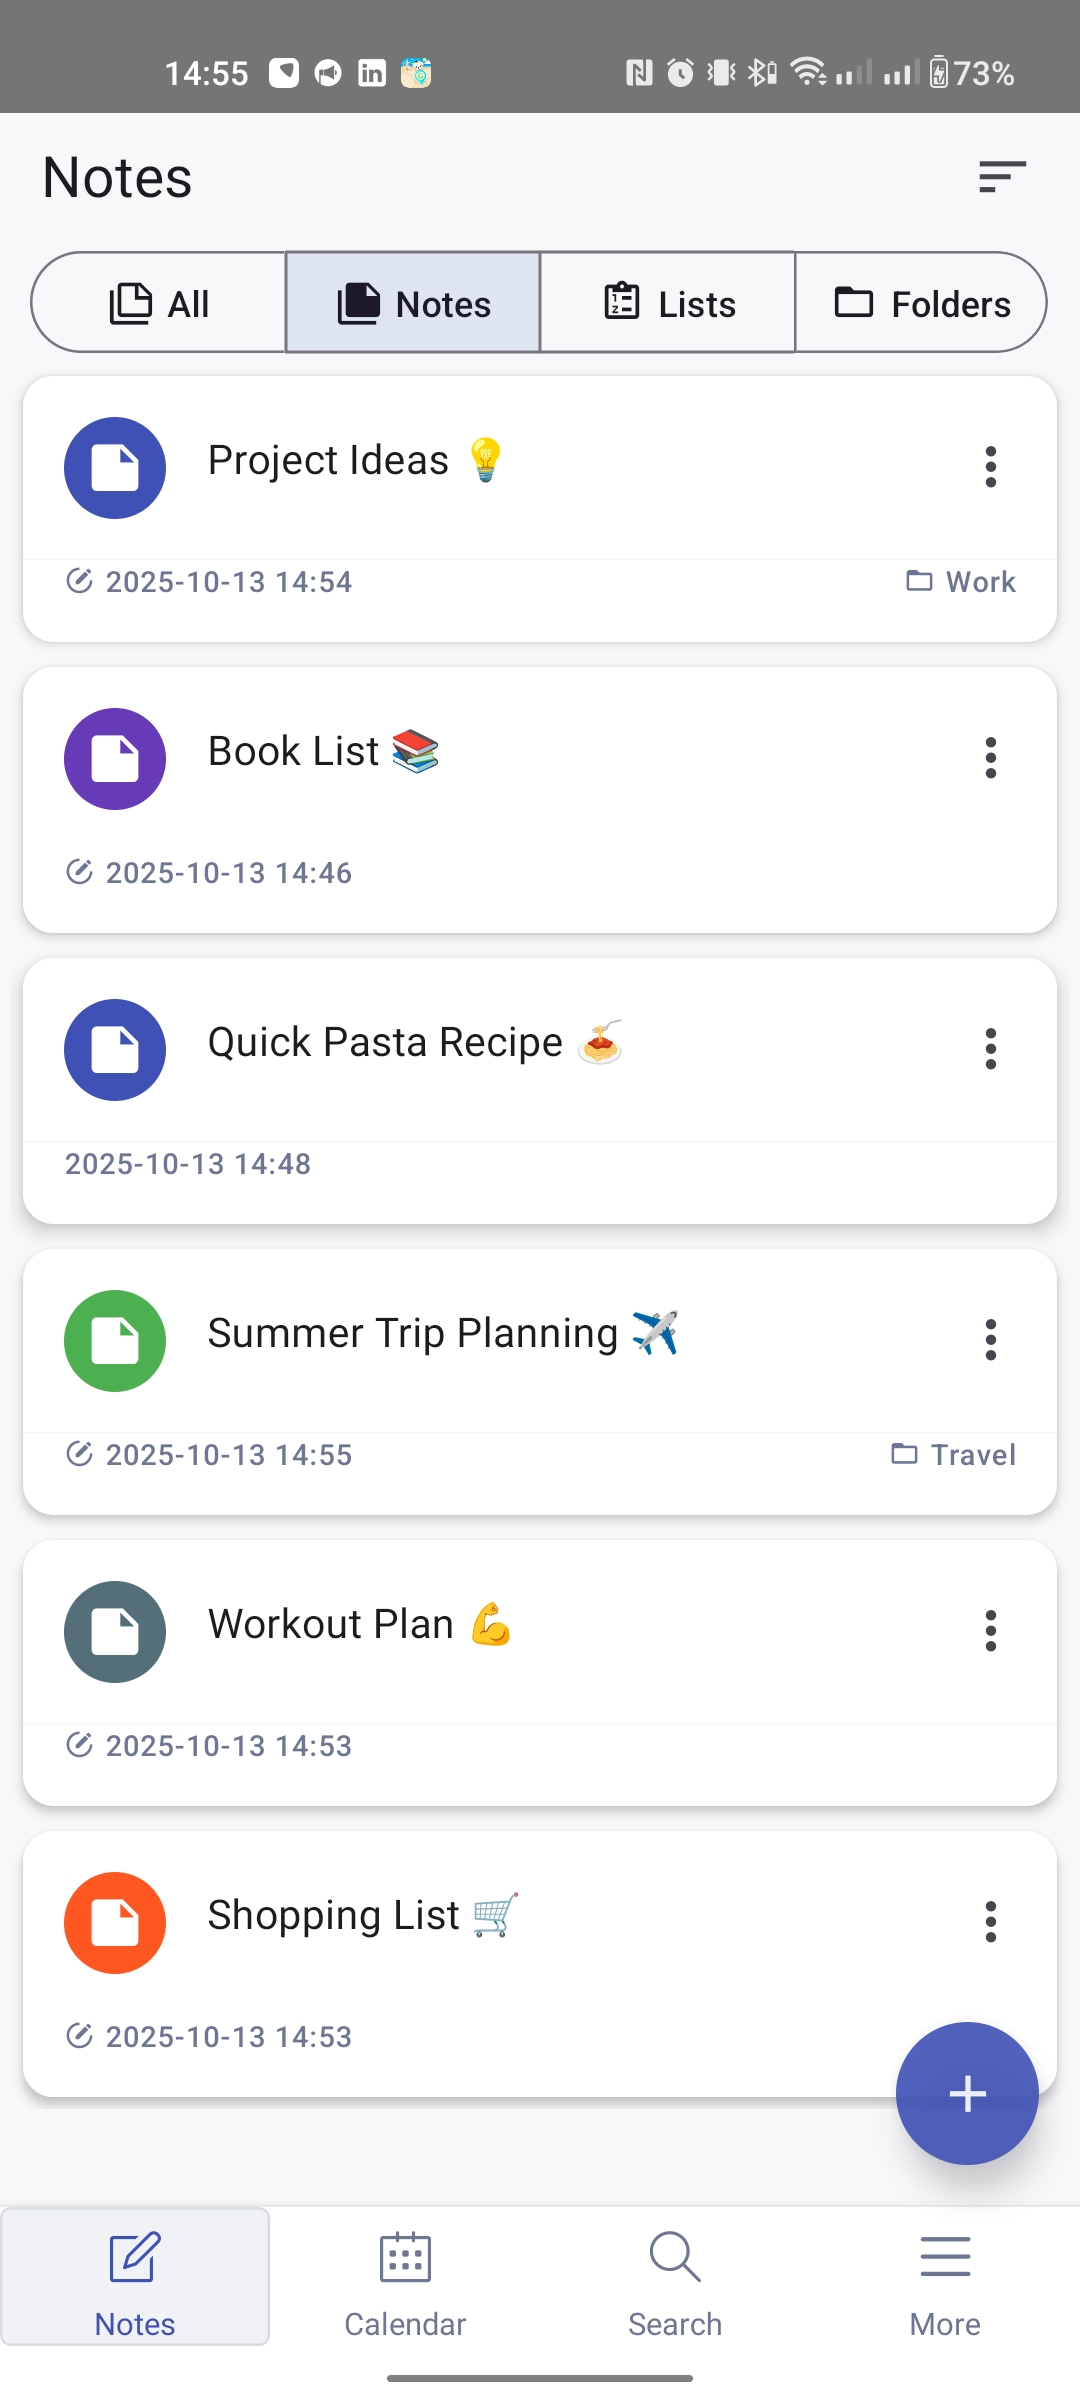 14:55
73%
Notes
All
Notes
Lists
Folders
Project Ideas 💡
2025-10-13 14:54
Work
Book List 📚
2025-10-13 14:46
Quick Pasta Recipe 🍝
2025-10-13 14:48
Summer Trip Planning ✈️
2025-10-13 14:55
Travel
Workout Plan 💪
2025-10-13 14:53
Shopping List 🛒
2025-10-13 14:53
Notes
Calendar
Search
More